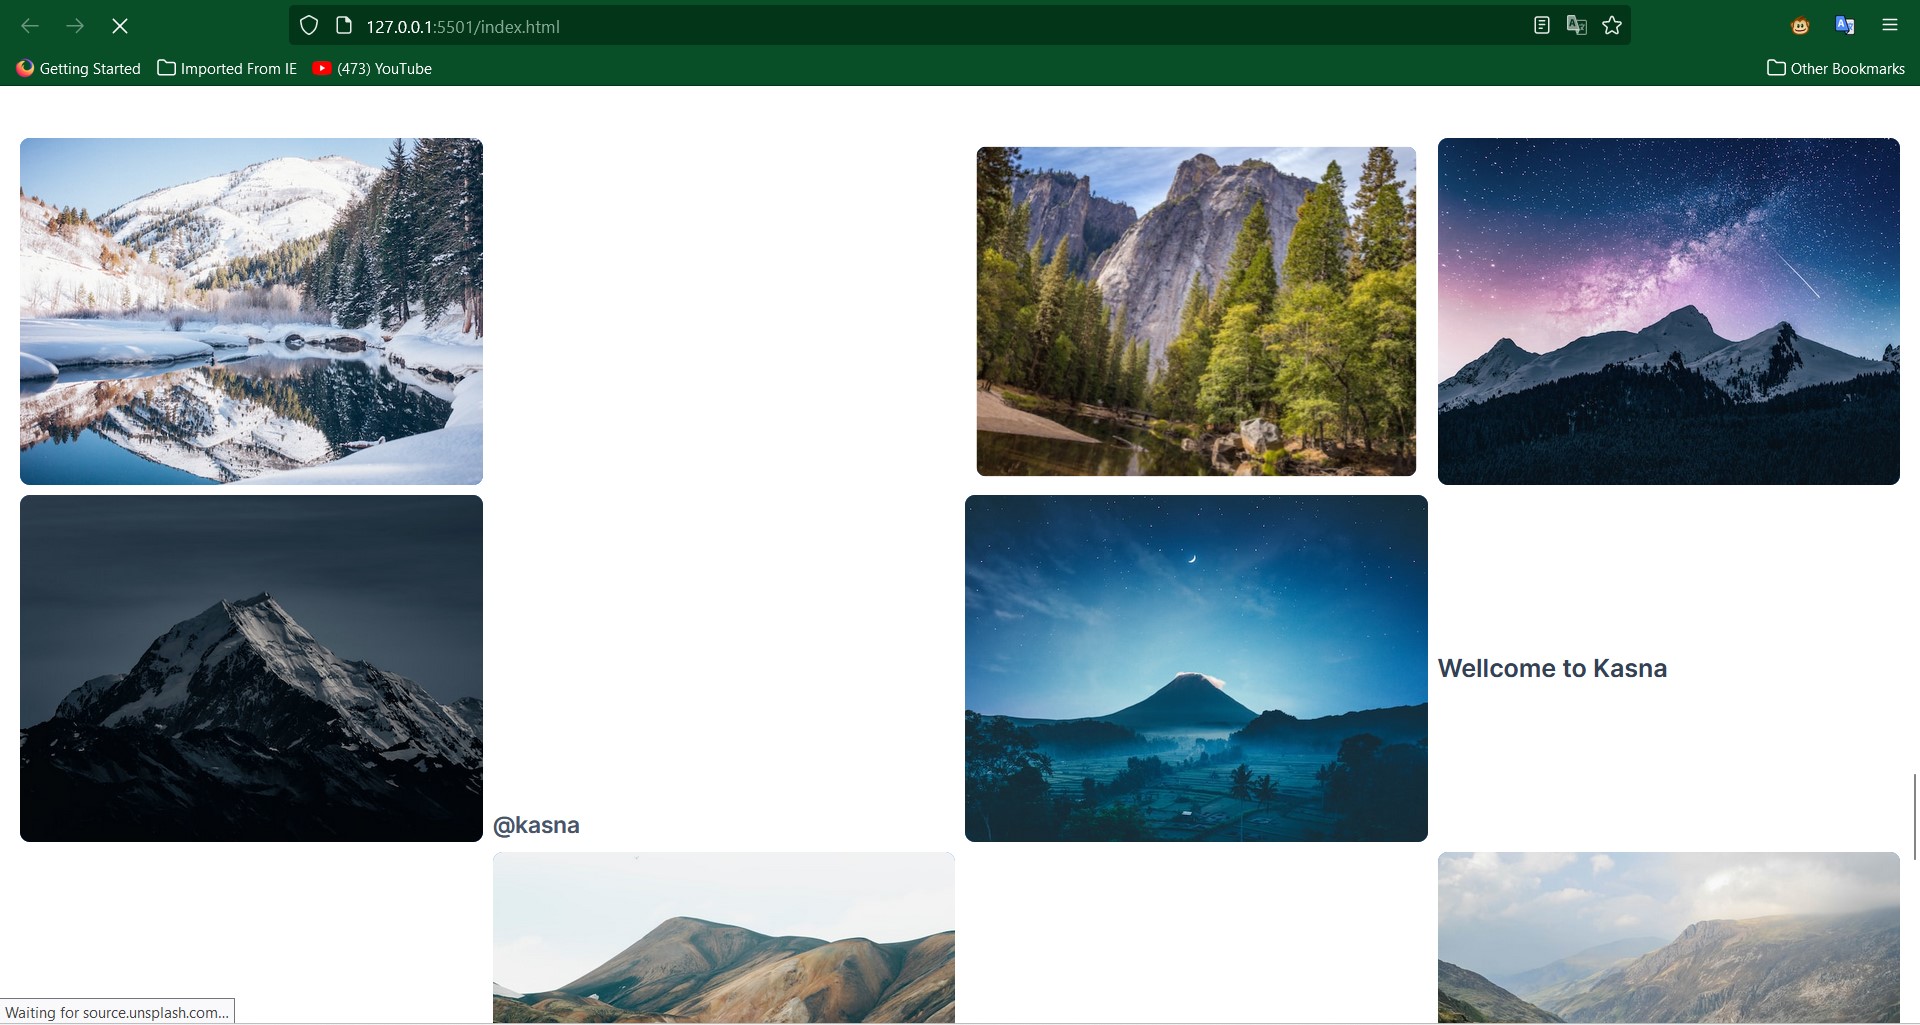 127.0.0.1:5501/index.html
Getting Started
Imported From IE
(473) YouTube
Other Bookmarks
Wellcome to Kasna
@kasna
Waiting for source.unsplash.com...